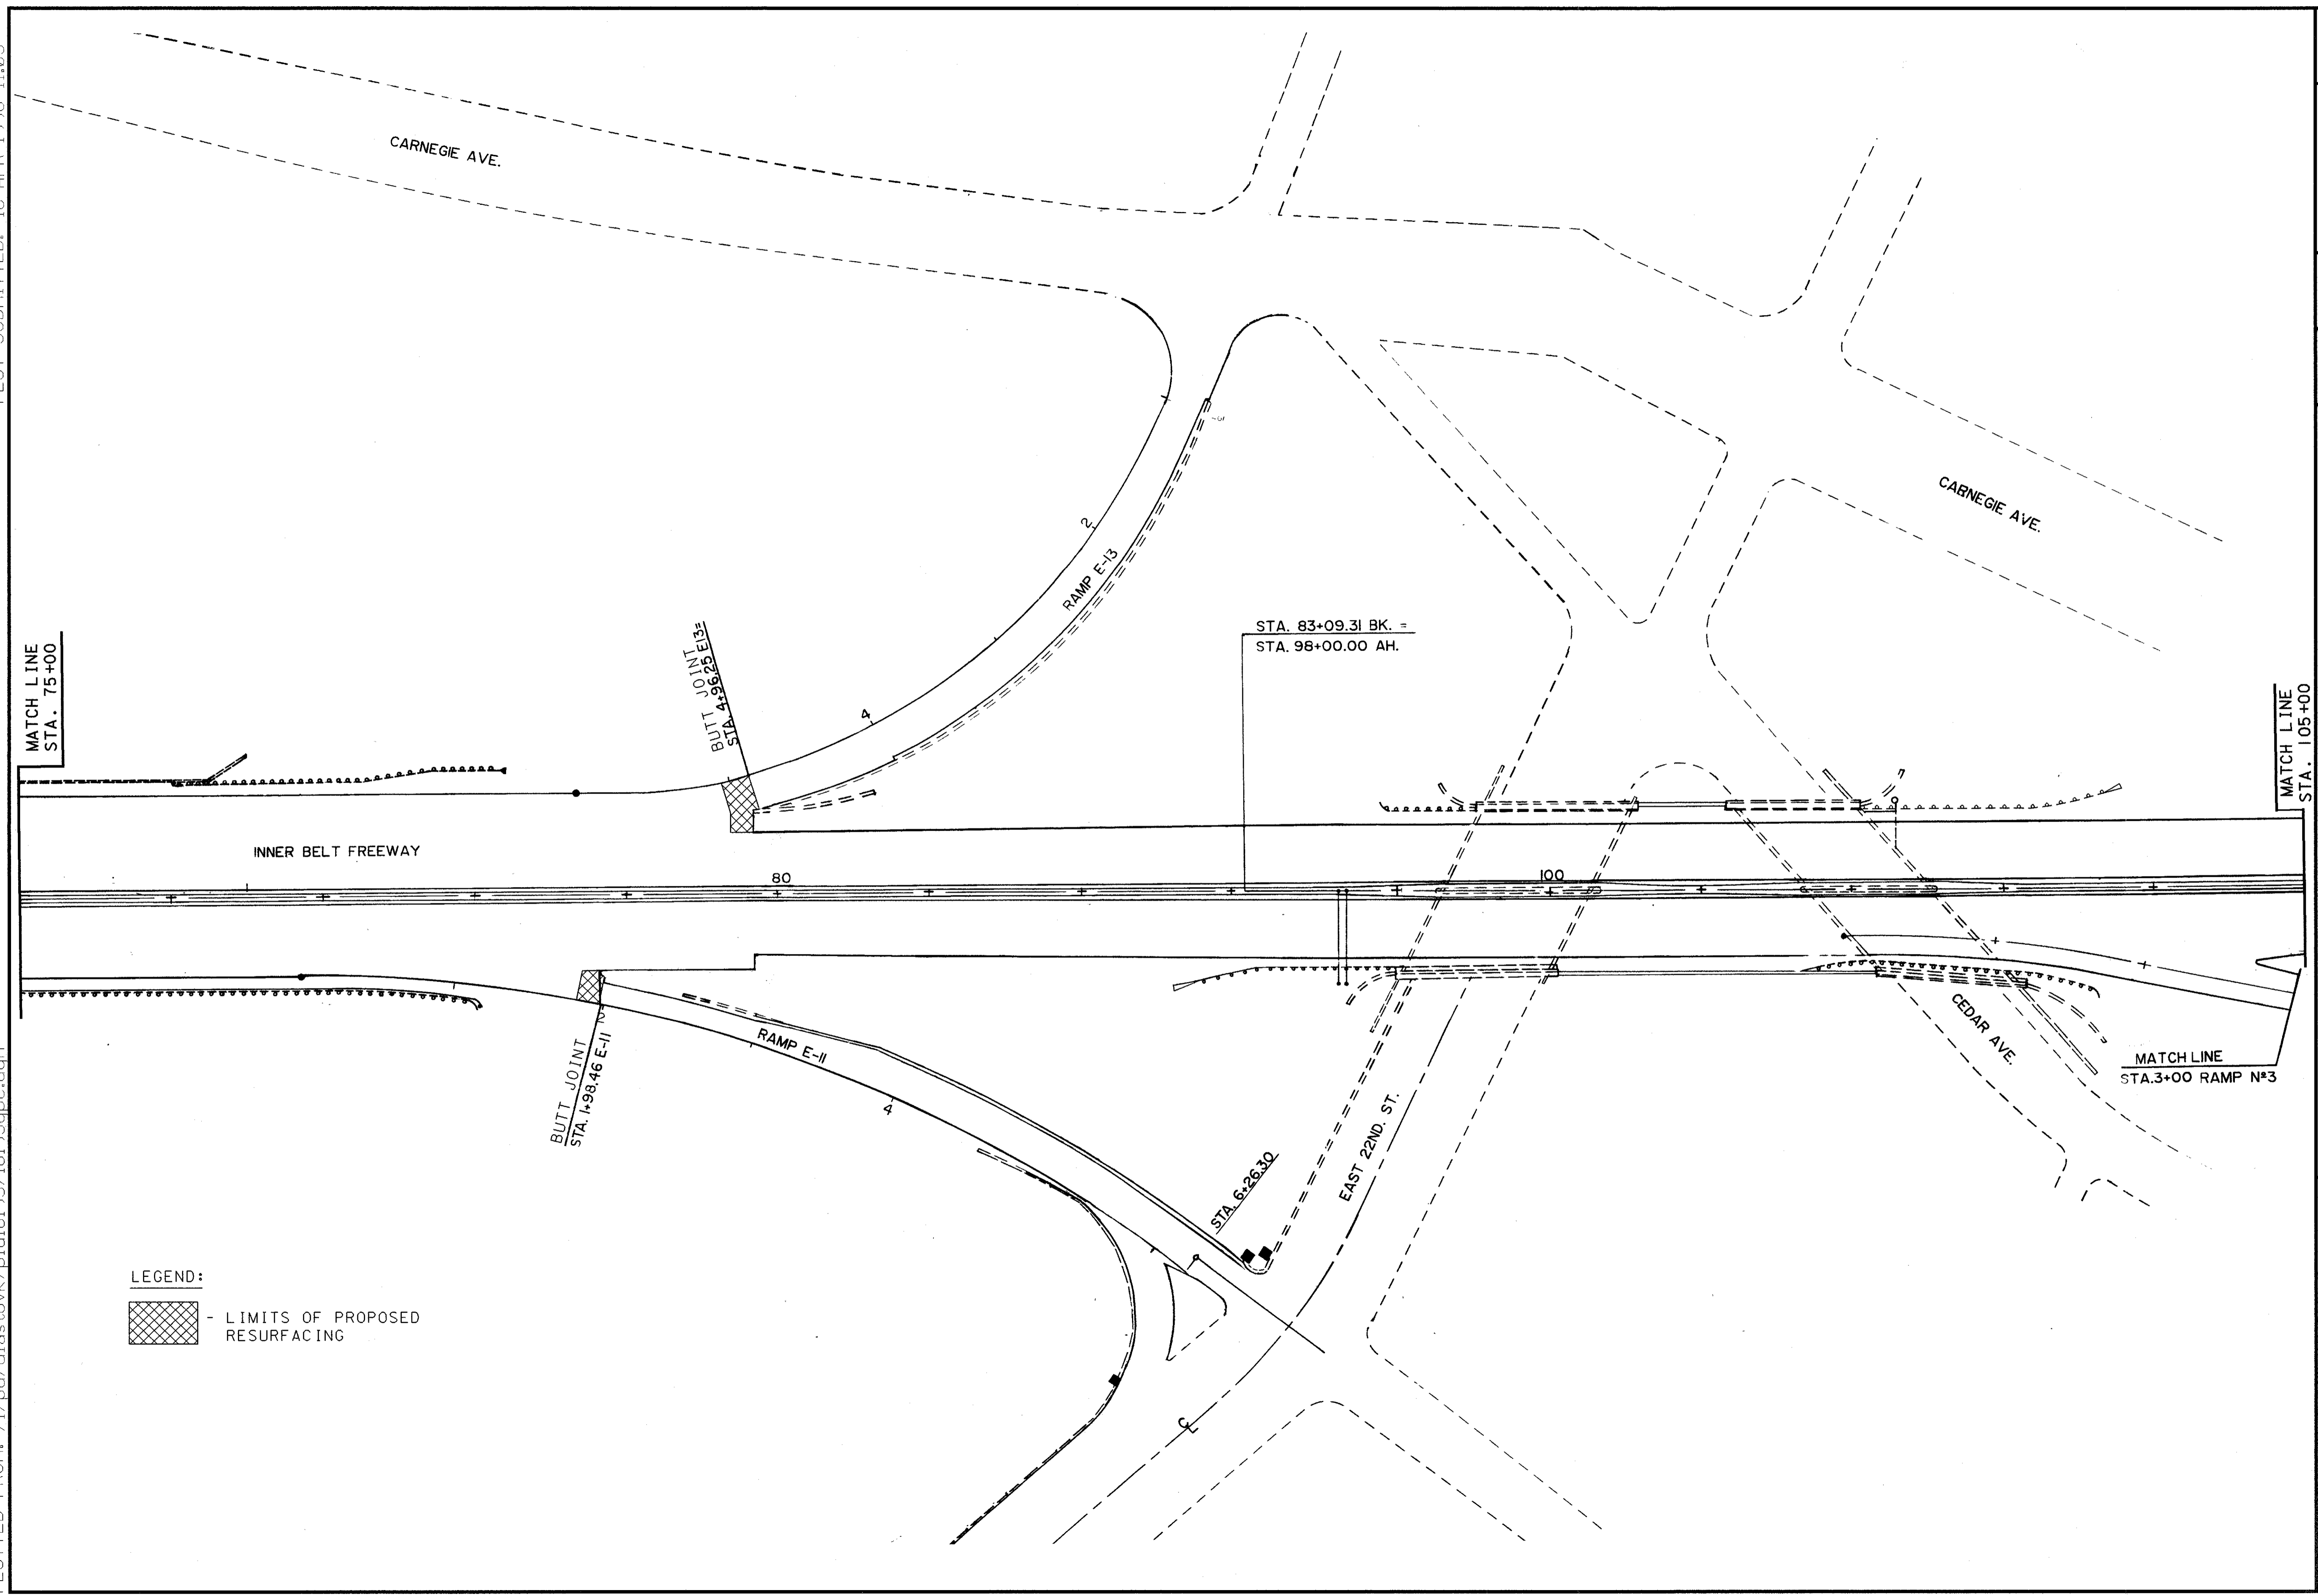 CARNEGIE AVE.
CARNEGIE AVE.
2
RAMP E-13
4
BUTT JOINT
STA. 4+96.25 E13=
STA. 83+09.31 BK. =
STA. 98+00.00 AH.
MATCH LINE
STA. 75+00
MATCH LINE
STA. 105+00
INNER BELT FREEWAY
80
100
2
RAMP E-11
4
BUTT JOINT
STA. 1+98.46 E-11
CEDAR AVE.
MATCH LINE
STA.3+00 RAMP Nº3
EAST 22ND. ST.
STA. 6+26.30
CL
LEGEND:
- LIMITS OF PROPOSED
RESURFACING